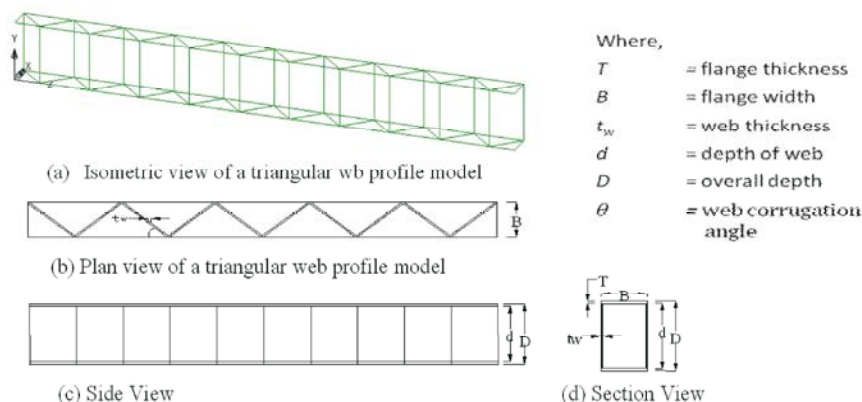 Y
X
Z
(a) Isometric view of a triangular wb profile model
tw
B
(b) Plan view of a triangular web profile model
d
D
(c) Side View
T
B
tw
d
D
(d) Section View
Where,
T = flange thickness
B = flange width
tw = web thickness
d = depth of web
D = overall depth
θ = web corrugation
angle